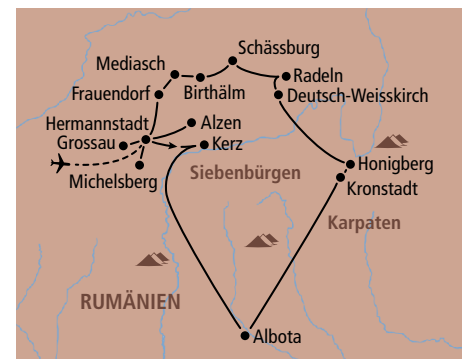 Schässburg
Mediasch
Radeln
Frauendorf
Birthälm
Deutsch-Weisskirch
Hermannstadt
Alzen
Grossau
Kerz
Michelsberg
Siebenbürgen
Honigberg
Kronstadt
Karpaten
RUMÄNIEN
Albota